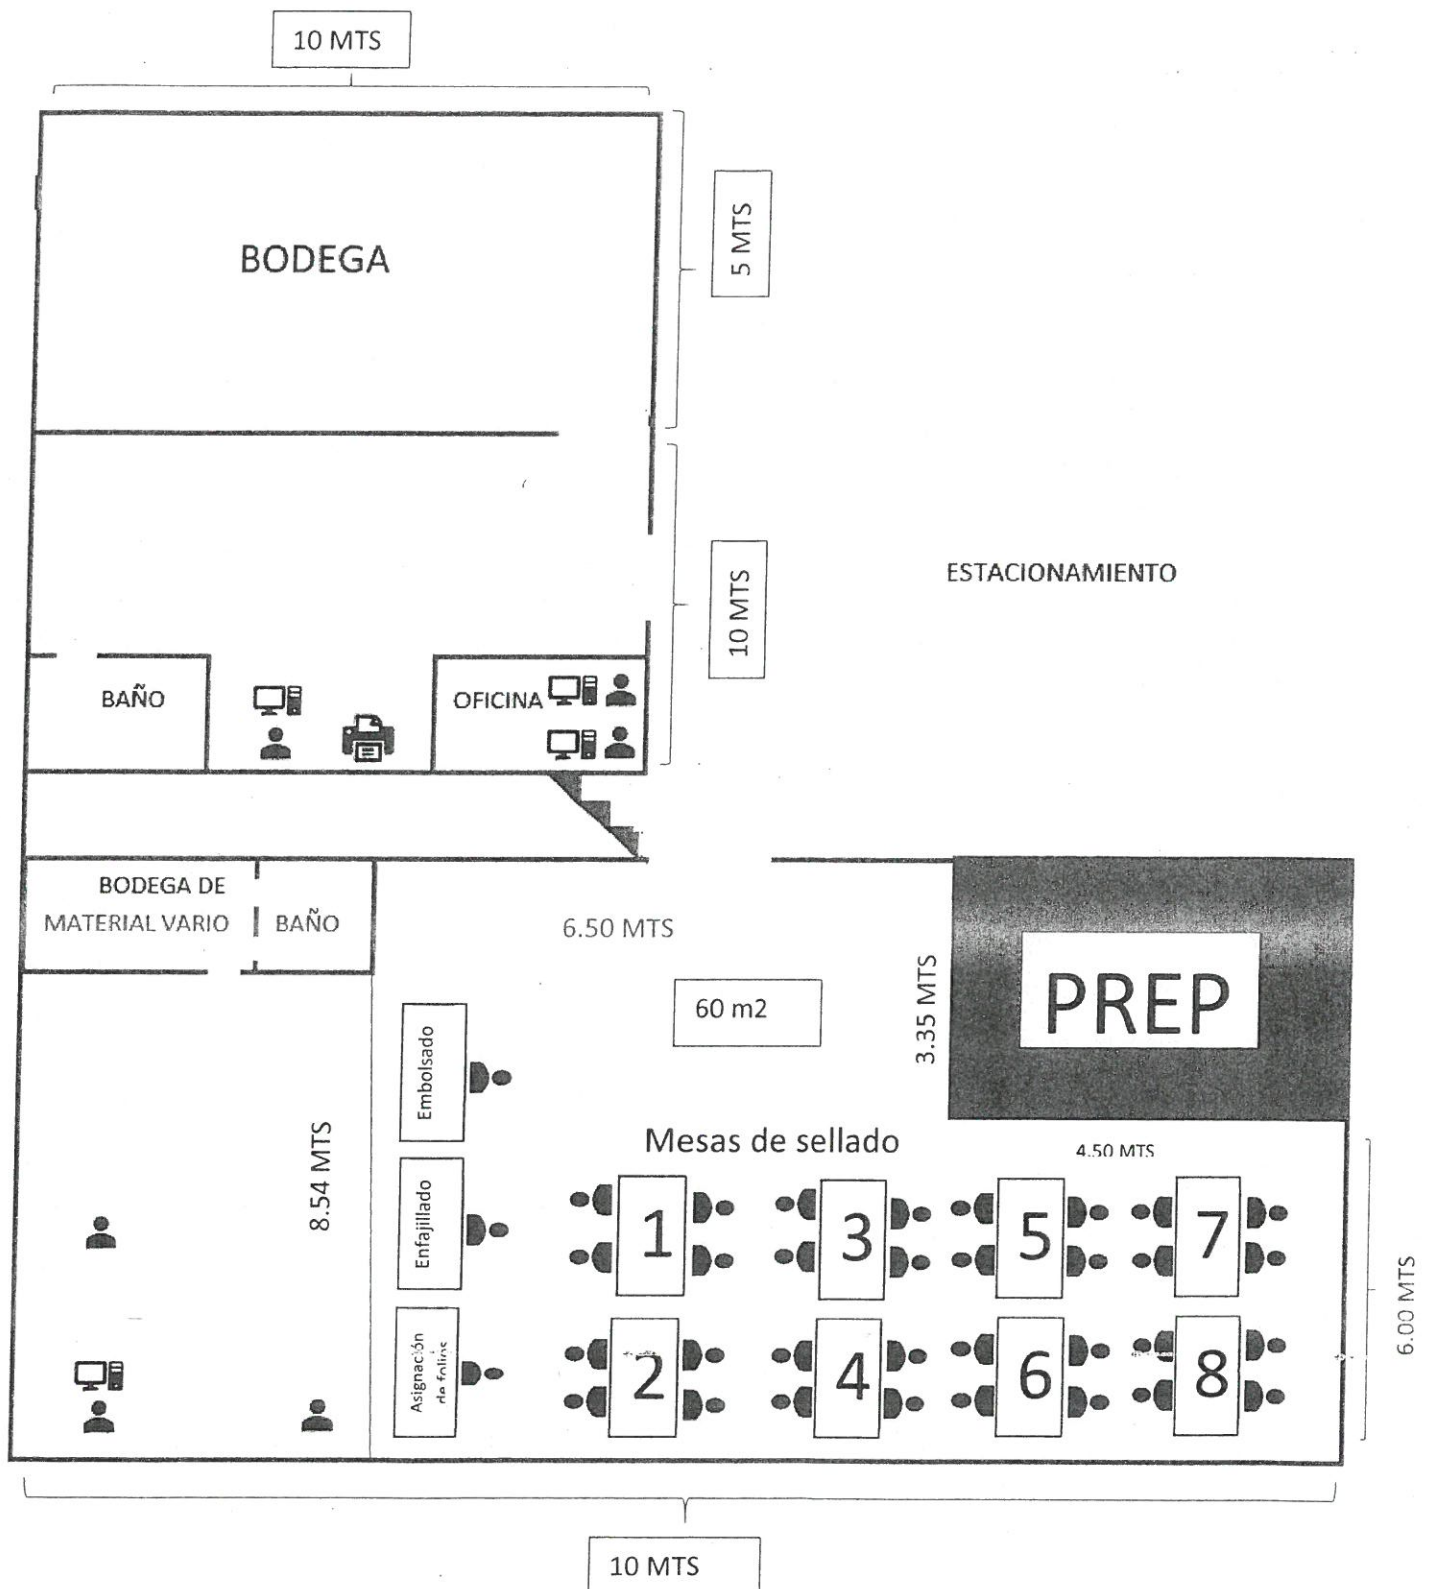 10 MTS
BODEGA
5 MTS
10 MTS
ESTACIONAMIENTO
BAÑO
OFICINA
BODEGA DE
MATERIAL VARIO
BAÑO
6.50 MTS
60 m2
3.35 MTS
PREP
Embolsado
Mesas de sellado
4.50 MTS
8.54 MTS
Enfajillado
1
3
5
7
6.00 MTS
Asignación
de folios
2
4
6
8
10 MTS